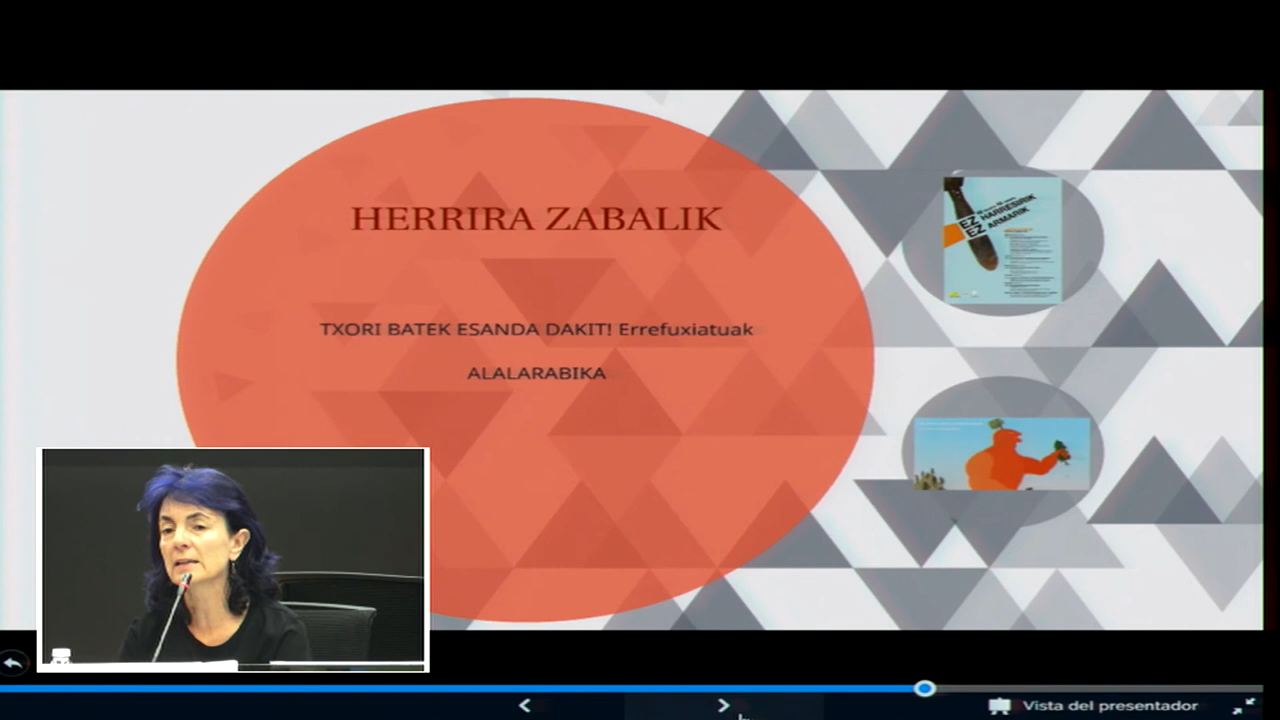 HERRIRA ZABALIK
TXORI BATEK ESANDA DAKIT! Errefuxiatuak
ALALARABIKA
EZ HARRESIRIK
EZ ARMARIK
Vista del presentador